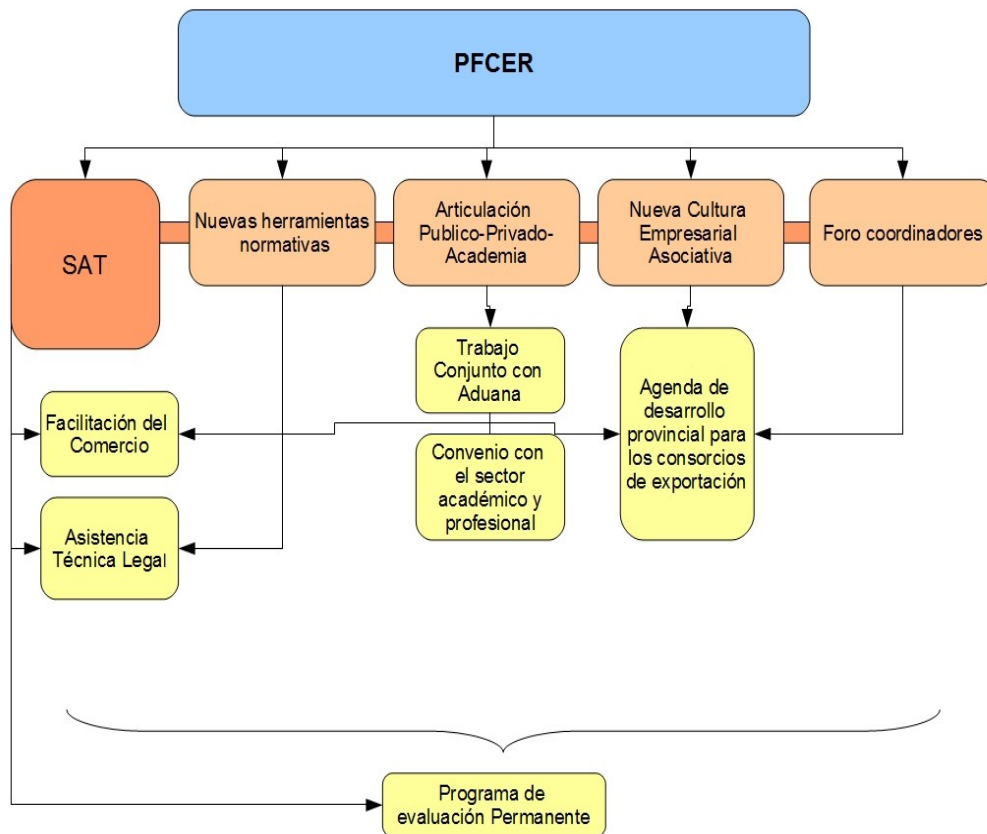 PFCER
SAT
Nuevas herramientas
normativas
Articulación
Publico-Privado-
Academia
Nueva Cultura
Empresarial
Asociativa
Foro coordinadores
Trabajo
Conjunto con
Aduana
Agenda de
desarrollo
provincial para
los consorcios
de exportación
Facilitación del
Comercio
Convenio con
el sector
académico y
profesional
Asistencia
Técnica Legal
Programa de
evaluación Permanente